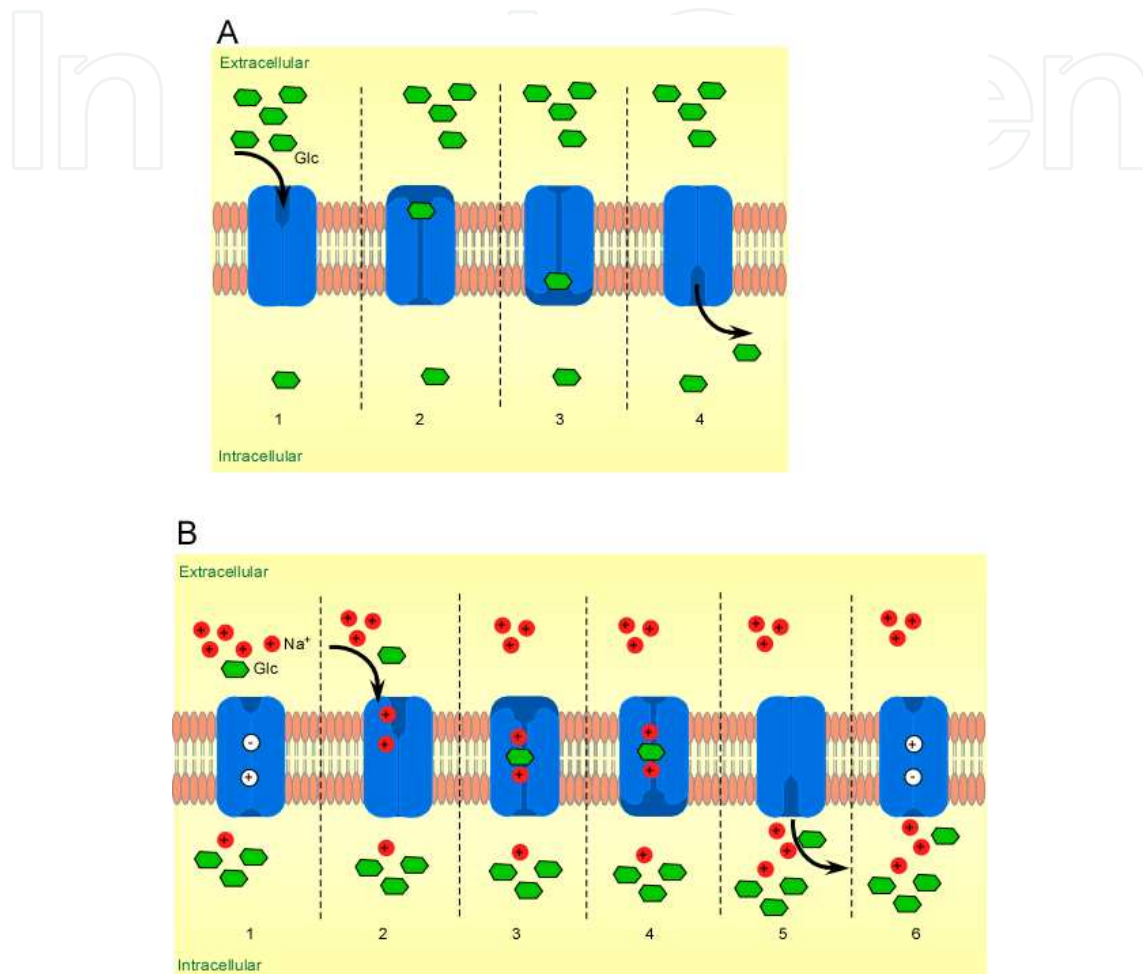 A
Extracellular
Glc
1 2 3 4
Intracellular
B
Extracellular
Na⁺
Glc
1 2 3 4 5 6
Intracellular